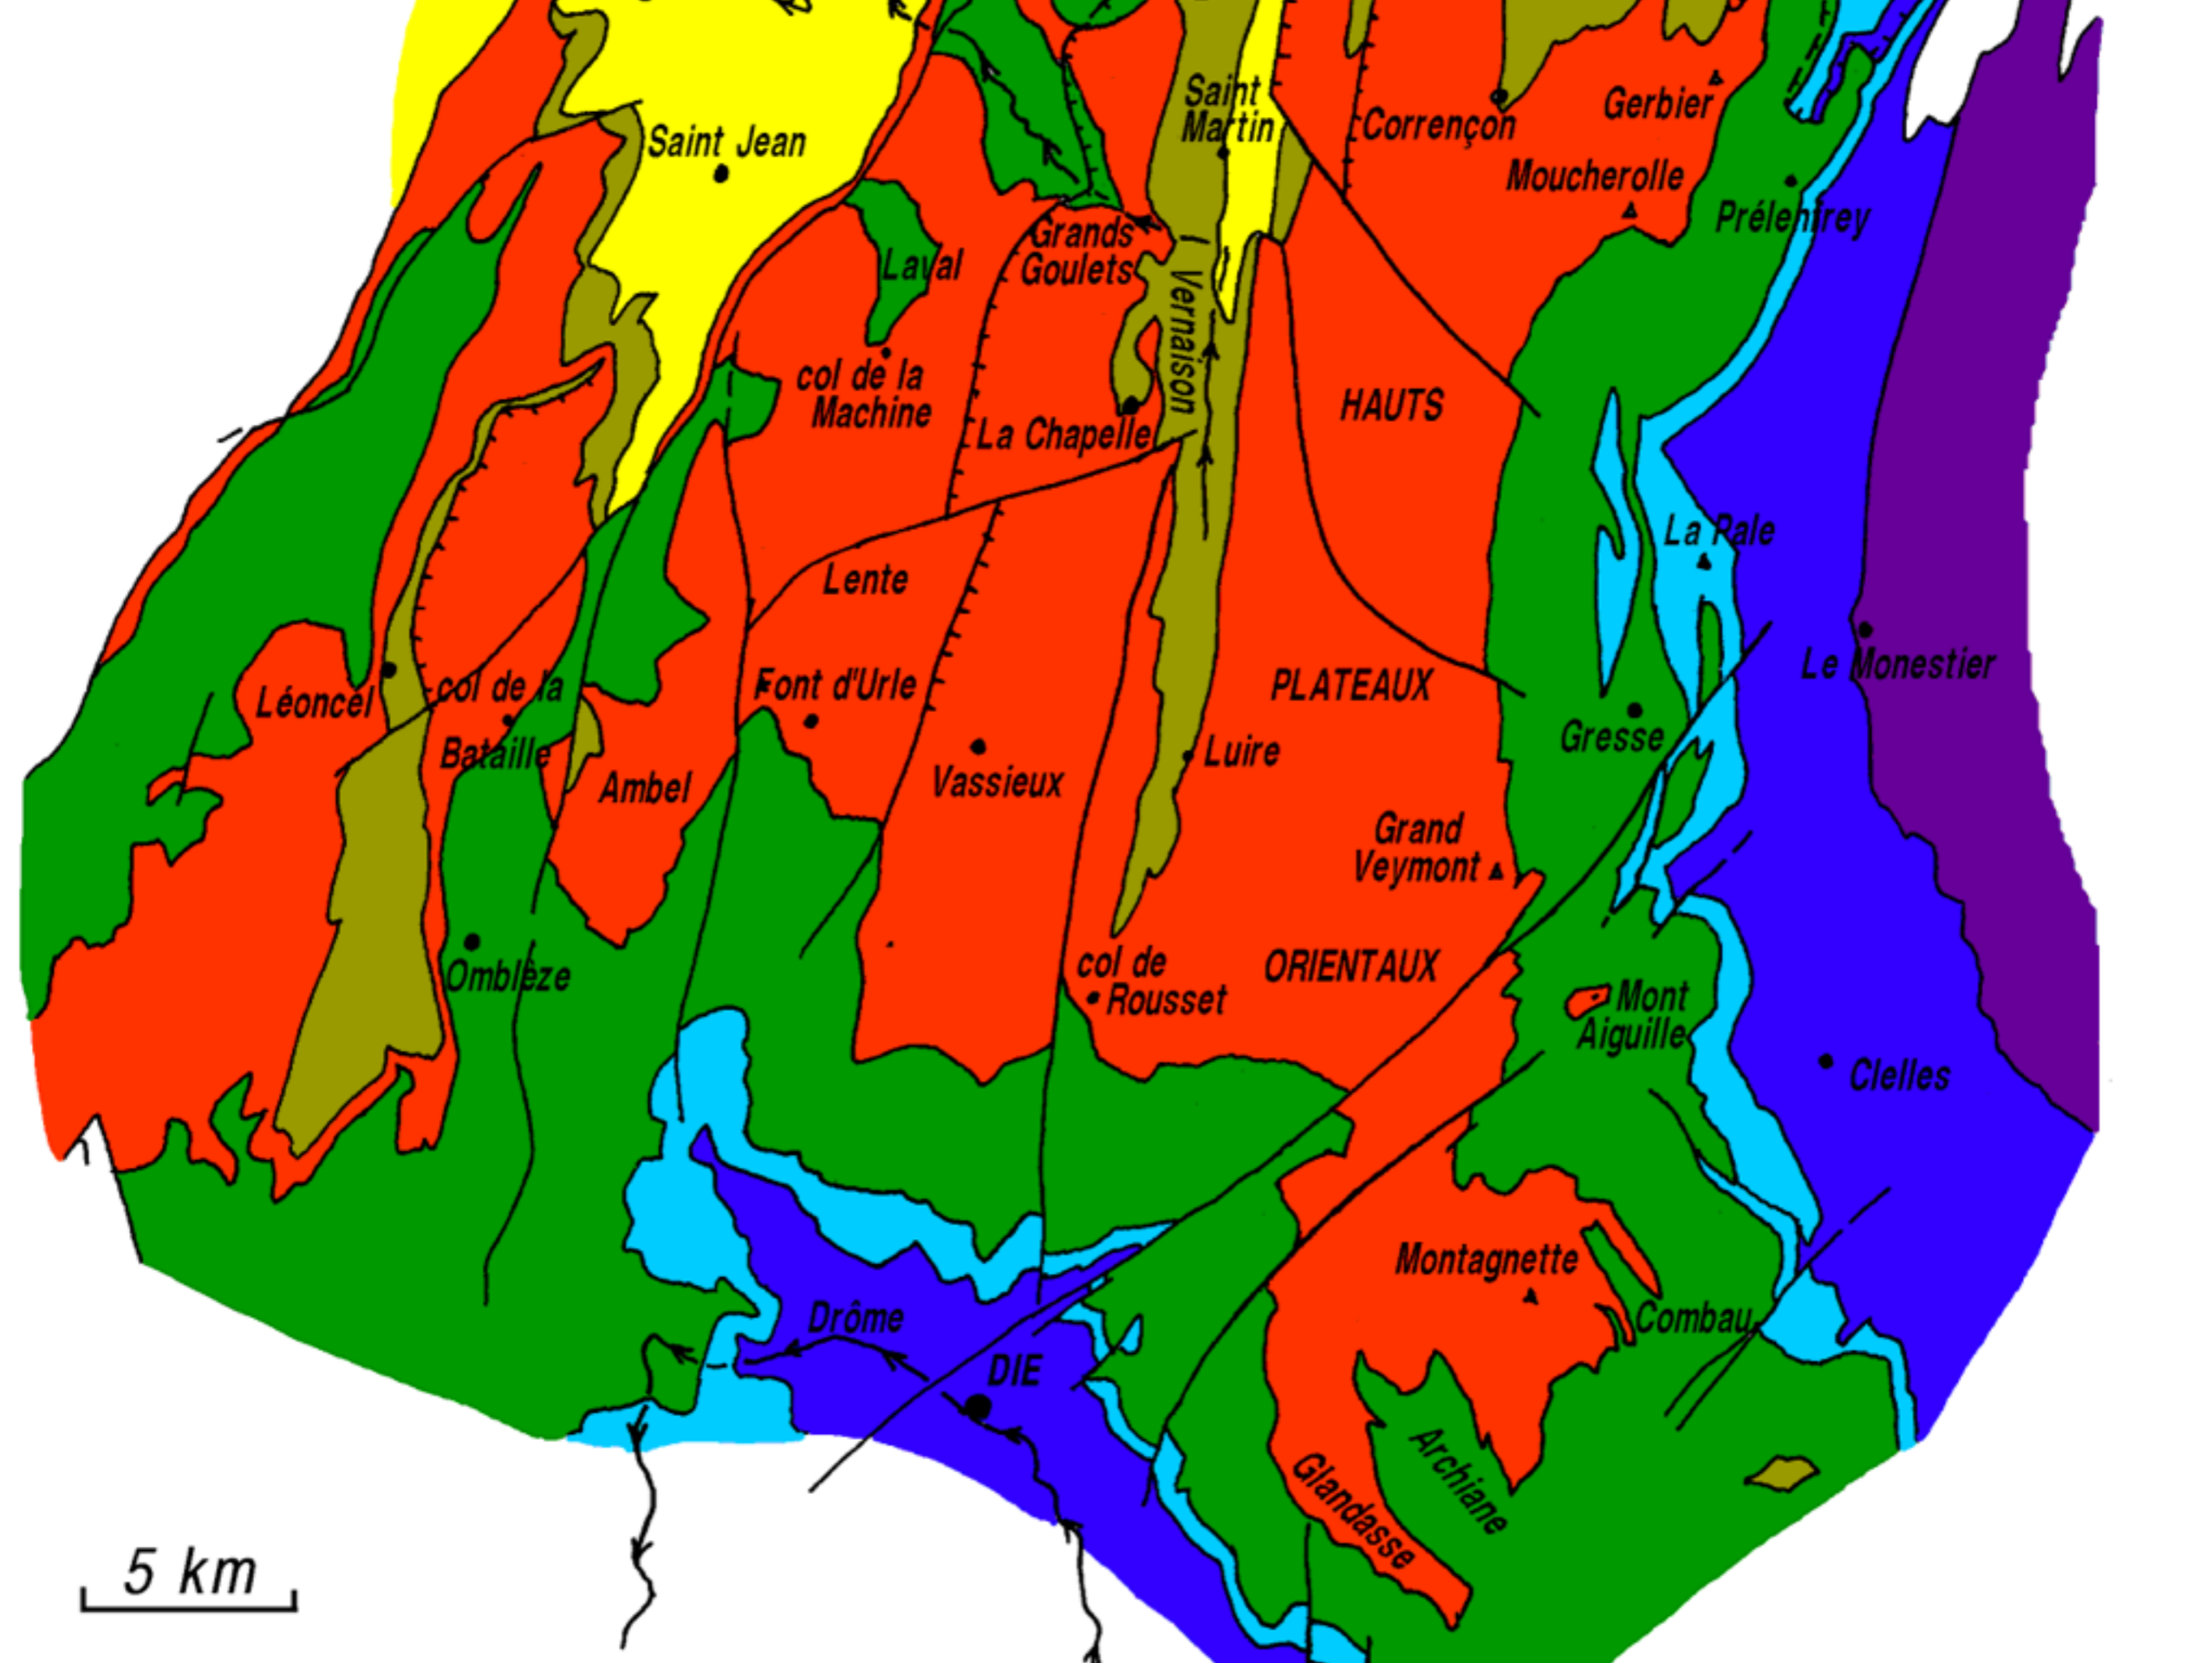 Saint
Martin
Gerbier
Corrençon
Saint Jean
Moucherolle
Prélenfrey
Grands
Goulets
Laval
Vernaison
col de la
Machine
HAUTS
La Chapelle
La Pale
Lente
Le Monestier
Léoncel
col de la
Bataille
Font d'Urle
PLATEAUX
Gresse
Luire
Vassieux
Ambel
Grand
Veymont
Omblèze
col de
Rousset
ORIENTAUX
Mont
Aiguille
Clelles
Montagnette
Combau
Drôme
DIE
Archiane
Glandasse
5 km